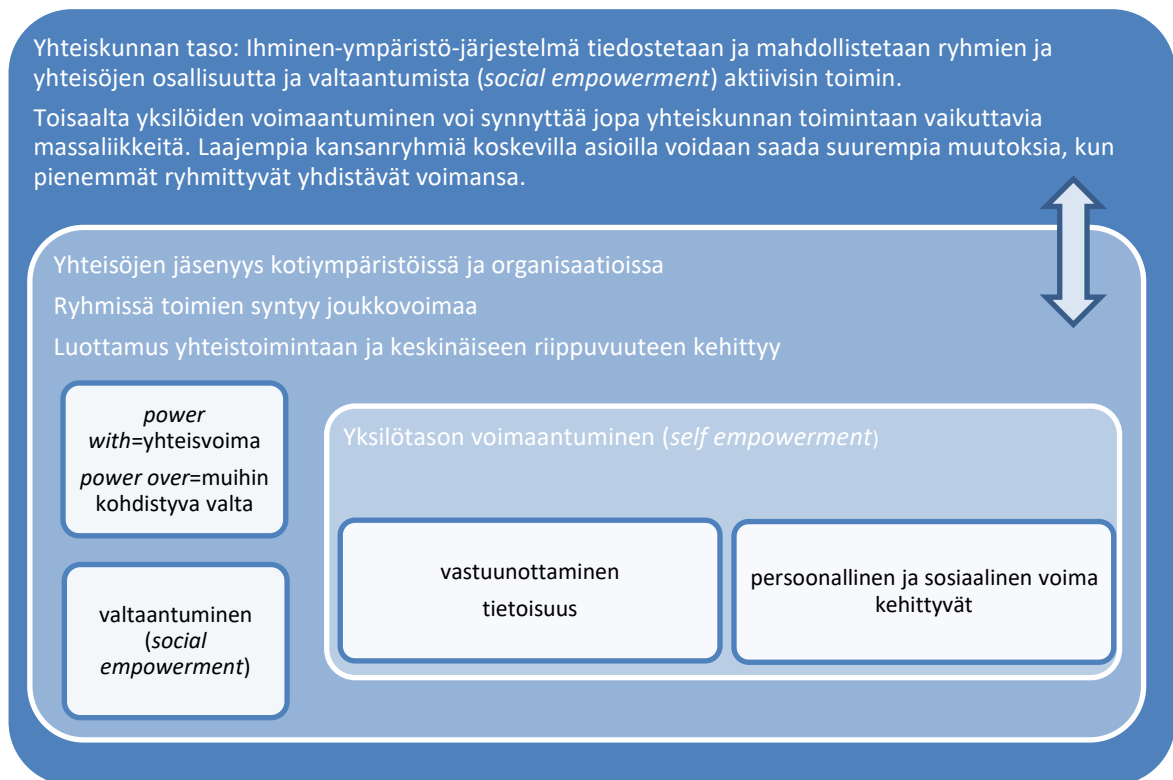 Yhteiskunnan taso: Ihminen-ympäristö-järjestelmä tiedostetaan ja mahdollistetaan ryhmien ja
yhteisöjen osallisuutta ja valtaantumista (social empowerment) aktiivisin toimin.
Toisaalta yksilöiden voimaantuminen voi synnyttää jopa yhteiskunnan toimintaan vaikuttavia
massaliikkeitä. Laajempia kansanryhmiä koskevilla asioilla voidaan saada suurempia muutoksia, kun
pienemmät ryhmittyvät yhdistävät voimansa.
Yhteisöjen jäsenyys kotiympäristöissä ja organisaatioissa
Ryhmissä toimien syntyy joukkovoimaa
Luottamus yhteistoimintaan ja keskinäiseen riippuvuuteen kehittyy
power
with=yhteisvoima
power over=muihin
kohdistyva valta
valtaantuminen
(social
empowerment)
Yksilötason voimaantuminen (self empowerment)
vastuunottaminen
tietoisuus
persoonallinen ja sosiaalinen voima
kehittyvät